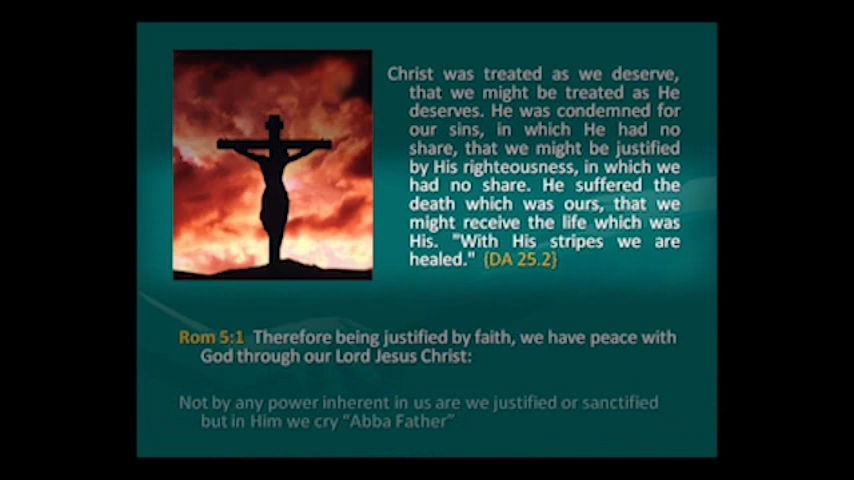 Christ was treated as we deserve,
that we might be treated as He
deserves. He was condemned for
our sins, in which He had no
share, that we might be justified
by His righteousness, in which we
had no share. He suffered the
death which was ours, that we
might receive the life which was
His. "With His stripes we are
healed." {DA 25.2}
Rom 5:1 Therefore being justified by faith, we have peace with
God through our Lord Jesus Christ:
Not by any power inherent in us are we justified or sanctified
but in Him we cry “Abba Father”